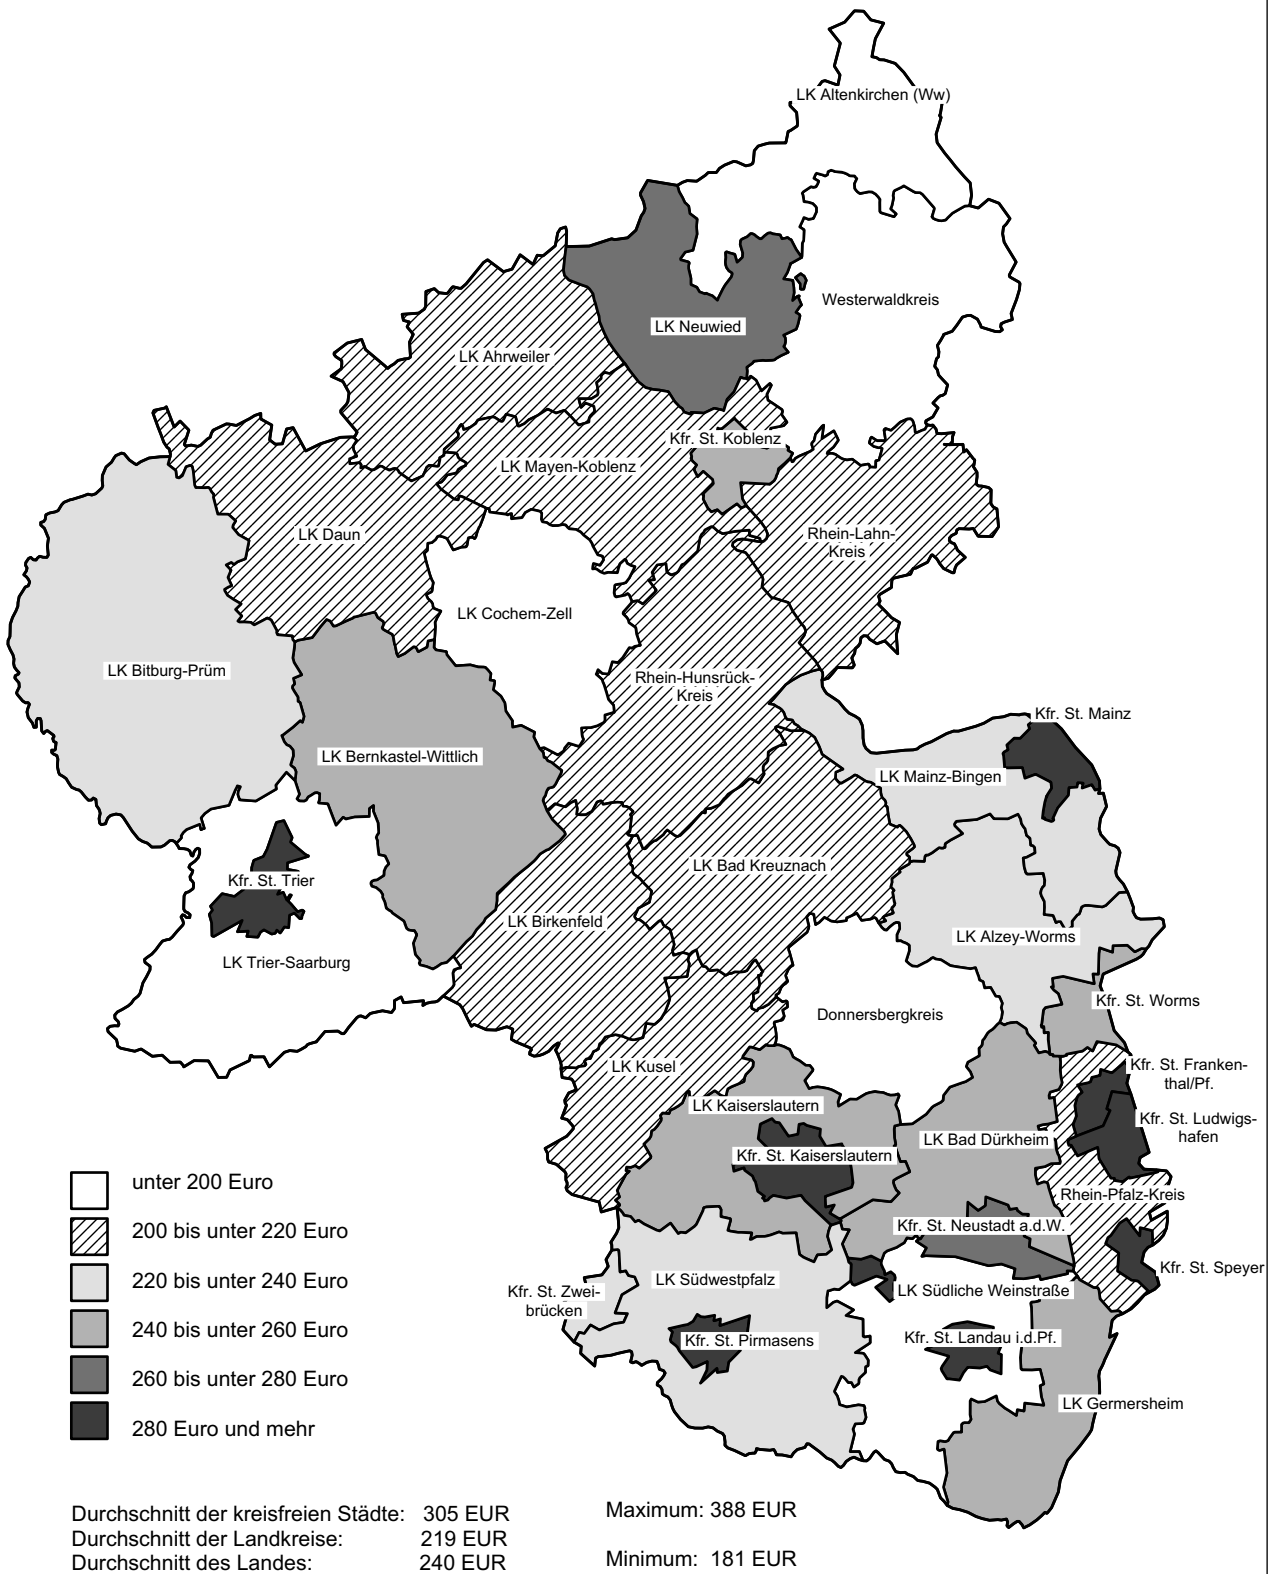 LK Altenkirchen (Ww)
Westerwaldkreis
LK Neuwied
LK Ahrweiler
Kfr. St. Koblenz
LK Mayen-Koblenz
LK Daun
Rhein-Lahn-
Kreis
LK Cochem-Zell
LK Bitburg-Prüm
Rhein-Hunsrück-
Kreis
Kfr. St. Mainz
LK Bernkastel-Wittlich
LK Mainz-Bingen
LK Bad Kreuznach
Kfr. St. Trier
LK Birkenfeld
LK Alzey-Worms
LK Trier-Saarburg
Kfr. St. Worms
Donnersbergkreis
LK Kusel
Kfr. St. Franken-
thal/Pf.
LK Kaiserslautern
Kfr. St. Ludwigs-
hafen
LK Bad Dürkheim
Kfr. St. Kaiserslautern
Rhein-Pfalz-Kreis
Kfr. St. Neustadt a.d.W.
Kfr. St. Speyer
LK Südwestpfalz
Kfr. St. Zwei-
brücken
LK Südliche Weinstraße
Kfr. St. Pirmasens
Kfr. St. Landau i.d.Pf.
LK Germersheim
unter 200 Euro
200 bis unter 220 Euro
220 bis unter 240 Euro
240 bis unter 260 Euro
260 bis unter 280 Euro
280 Euro und mehr
Durchschnitt der kreisfreien Städte: 305 EUR
Durchschnitt der Landkreise: 219 EUR
Durchschnitt des Landes: 240 EUR
Maximum: 388 EUR
Minimum: 181 EUR